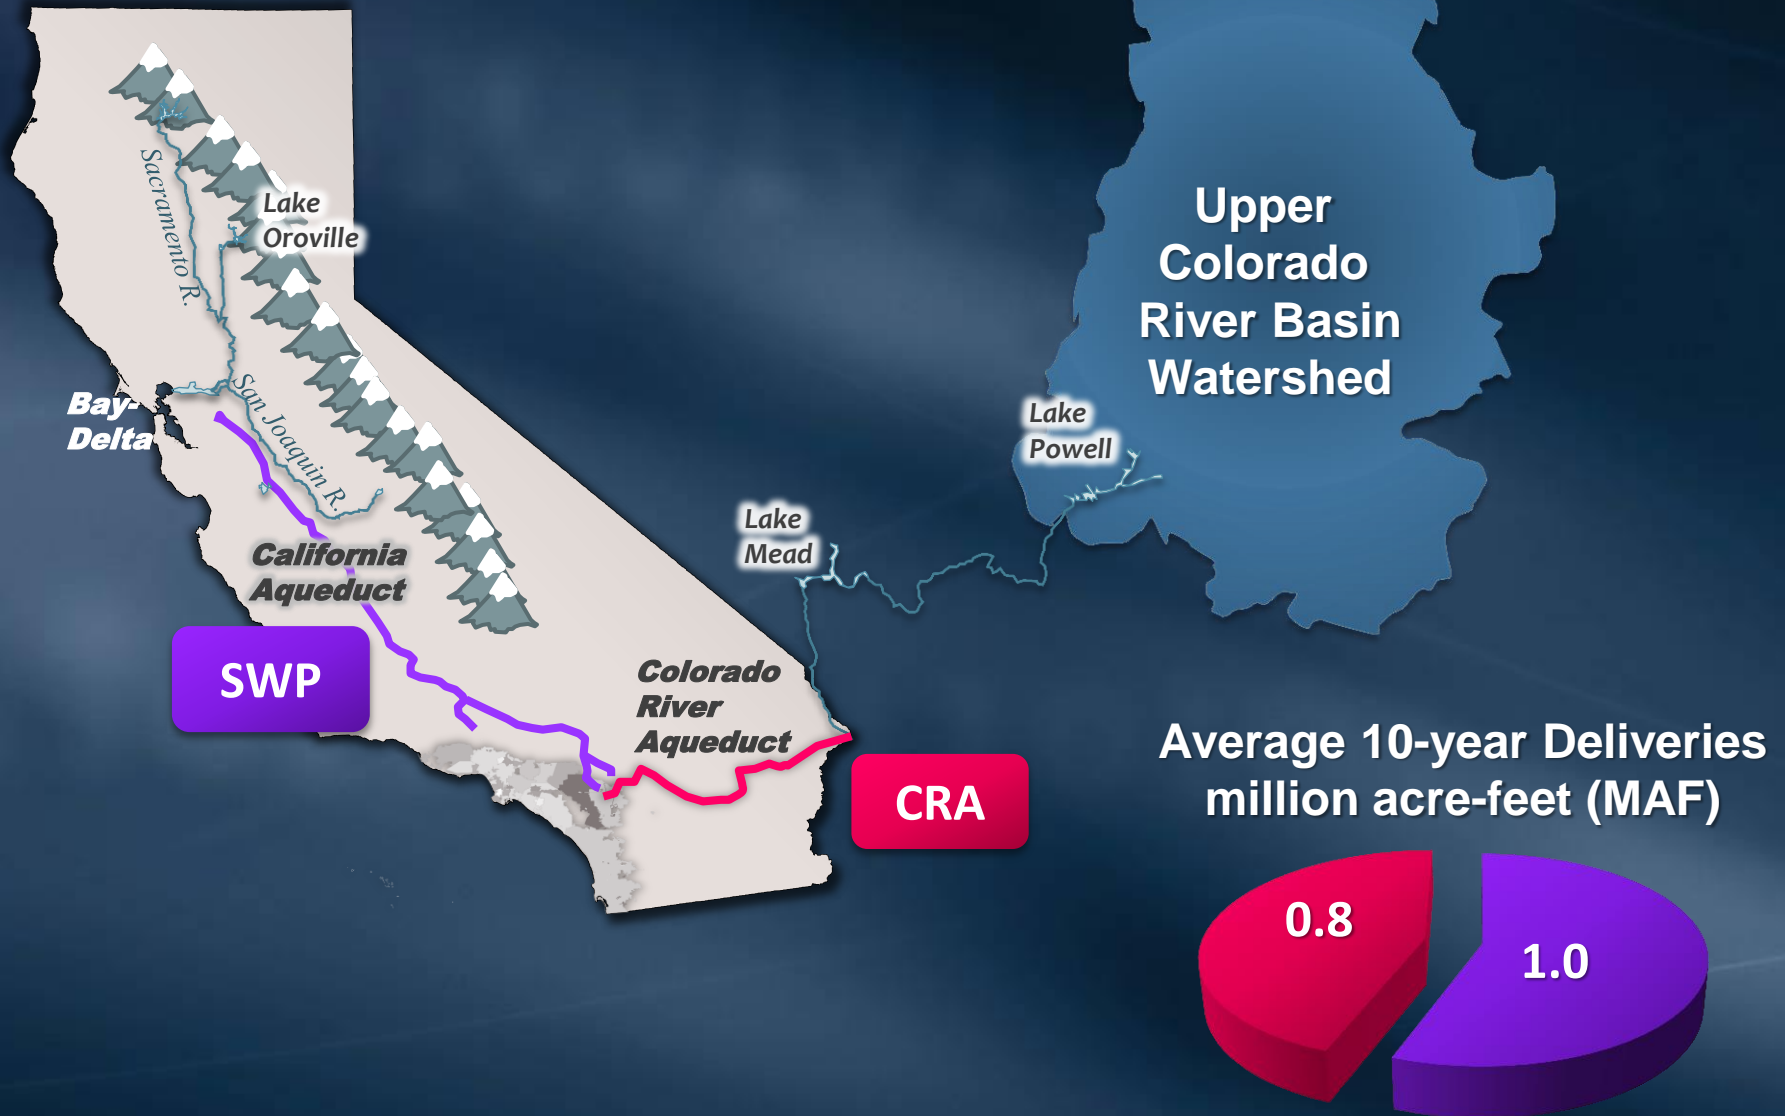 Sacramento R.
Lake
Oroville
Bay-
Delta
San Joaquin R.
California
Aqueduct
SWP
Colorado
River
Aqueduct
CRA
Lake
Mead
Lake
Powell
Upper
Colorado
River Basin
Watershed
Average 10-year Deliveries
million acre-feet (MAF)
0.8
1.0